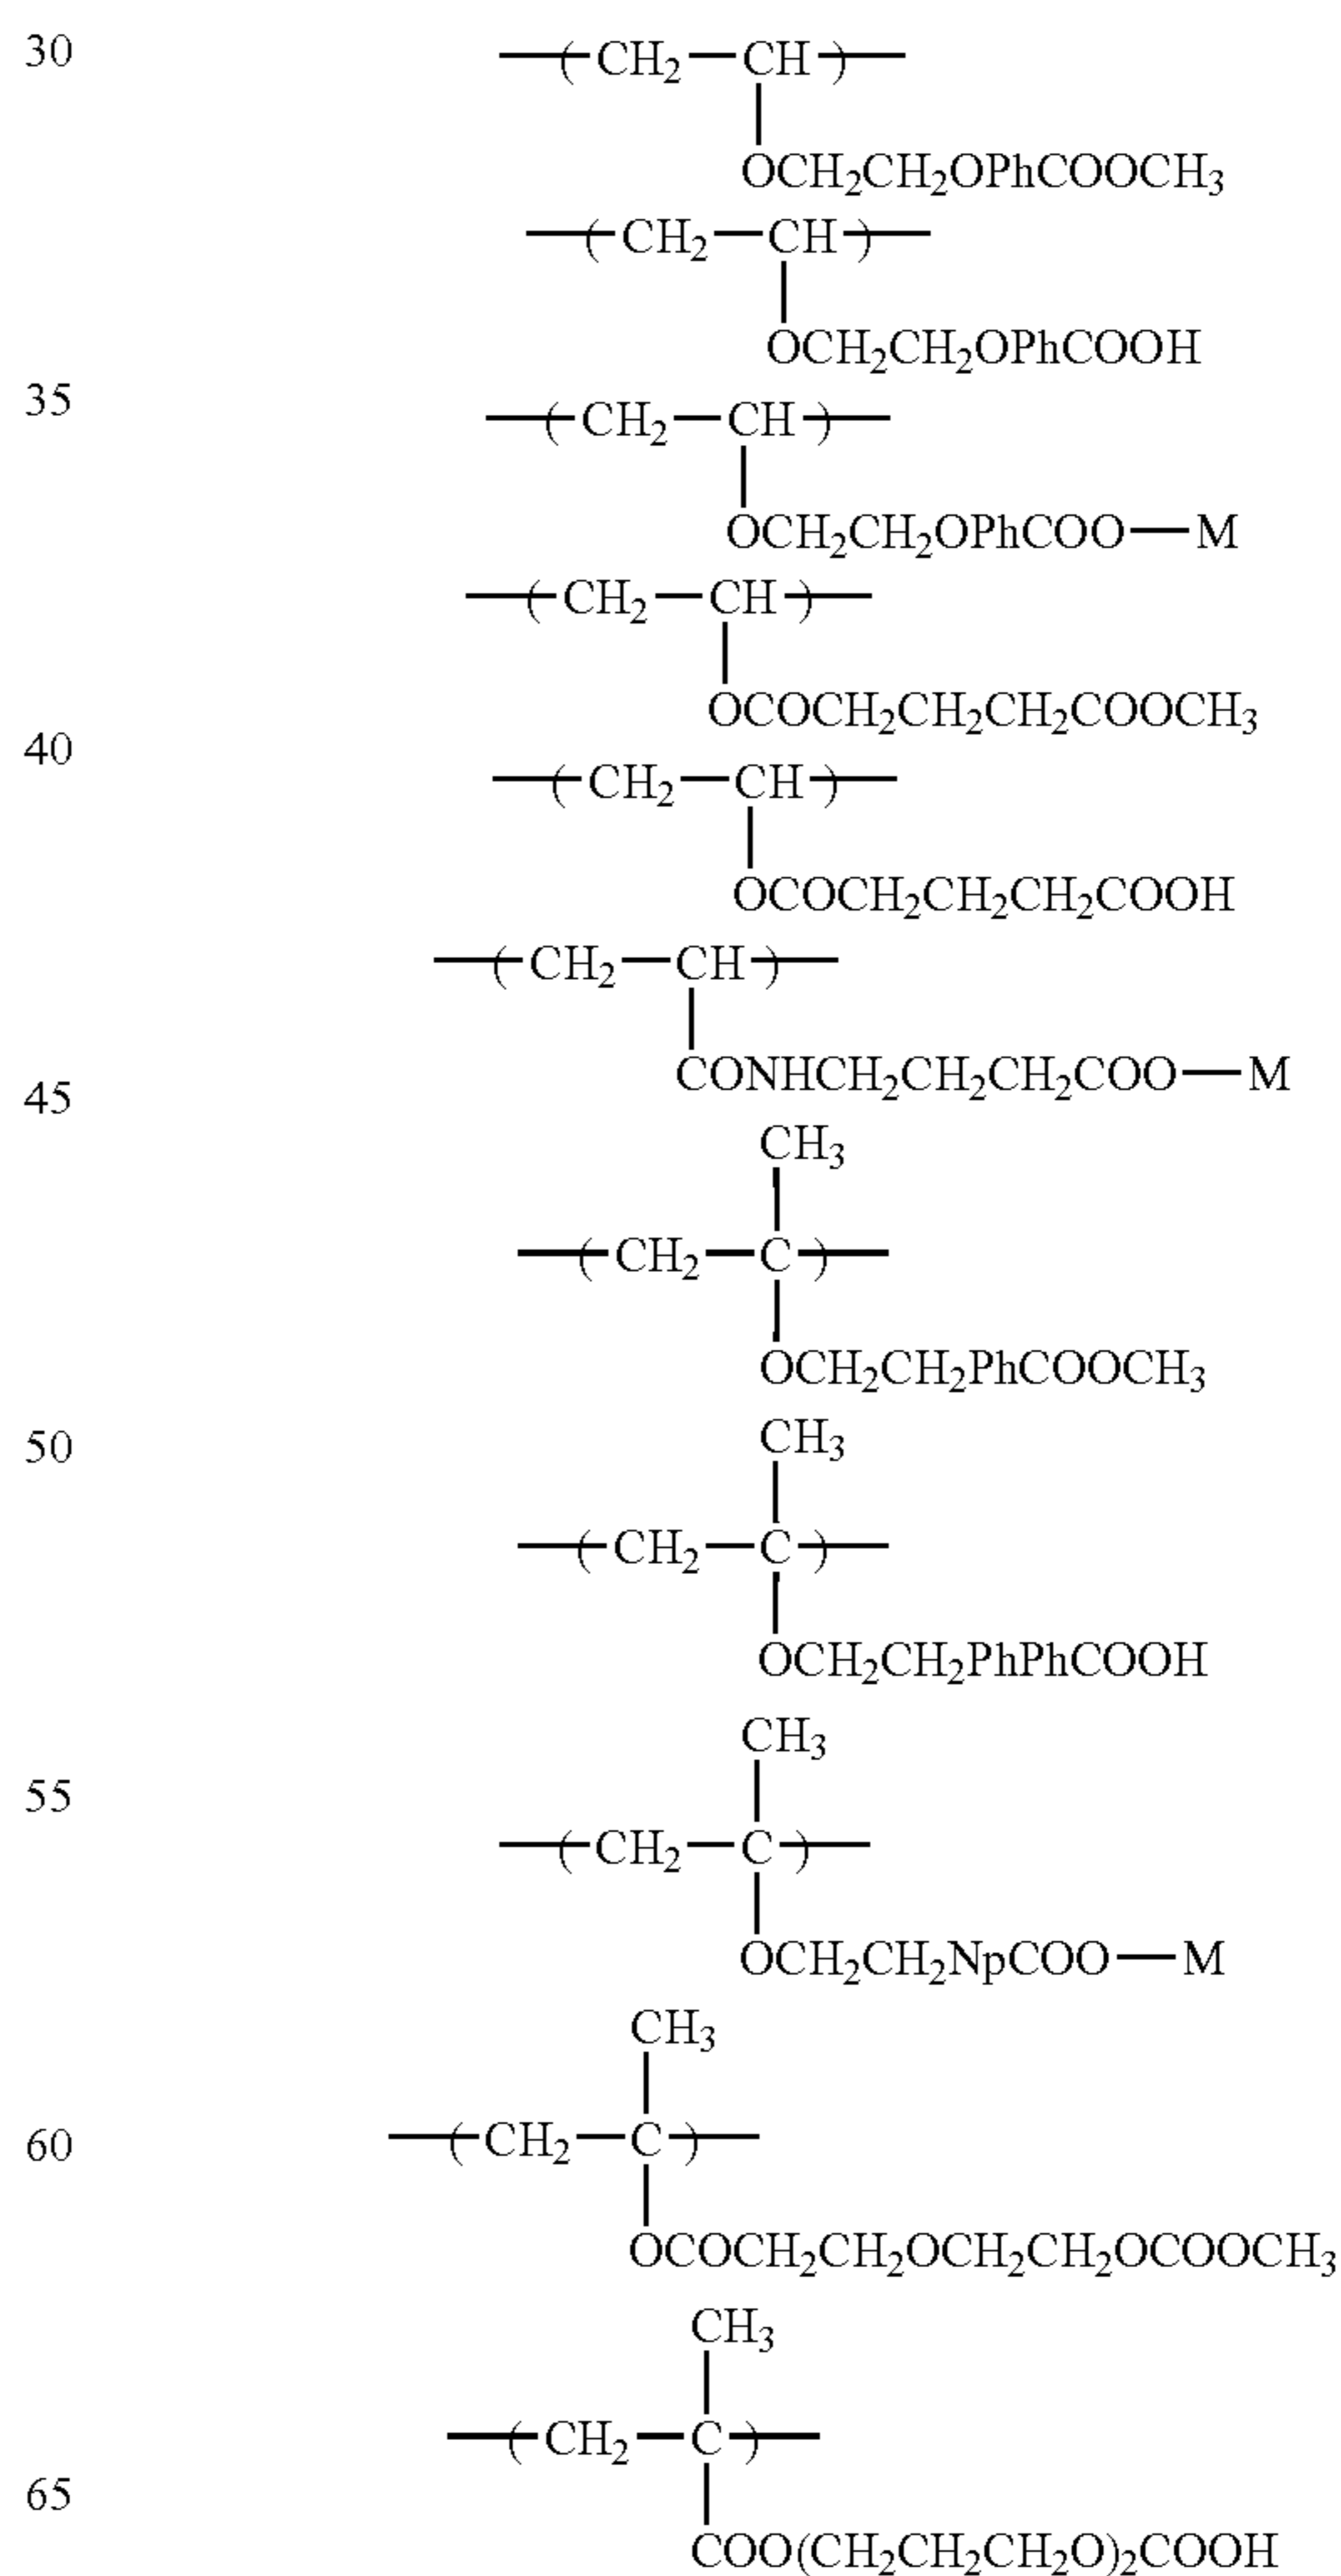 30
—(CH₂—CH)—
OCH₂CH₂OPhCOOCH₃
—(CH₂—CH)—
OCH₂CH₂OPhCOOH
35
—(CH₂—CH)—
OCH₂CH₂OPhCOO—M
—(CH₂—CH)—
OCOCH₂CH₂CH₂COOCH₃
40
—(CH₂—CH)—
OCOCH₂CH₂CH₂COOH
—(CH₂—CH)—
CONHCH₂CH₂CH₂COO—M
45
CH₃
—(CH₂—C)—
OCH₂CH₂PhCOOCH₃
50
CH₃
—(CH₂—C)—
OCH₂CH₂PhPhCOOH
CH₃
55
—(CH₂—C)—
OCH₂CH₂NpCOO—M
CH₃
60
—(CH₂—C)—
OCOCH₂CH₂OCH₂CH₂OCOOCH₃
CH₃
—(CH₂—C)—
65
COO(CH₂CH₂CH₂O)₂COOH